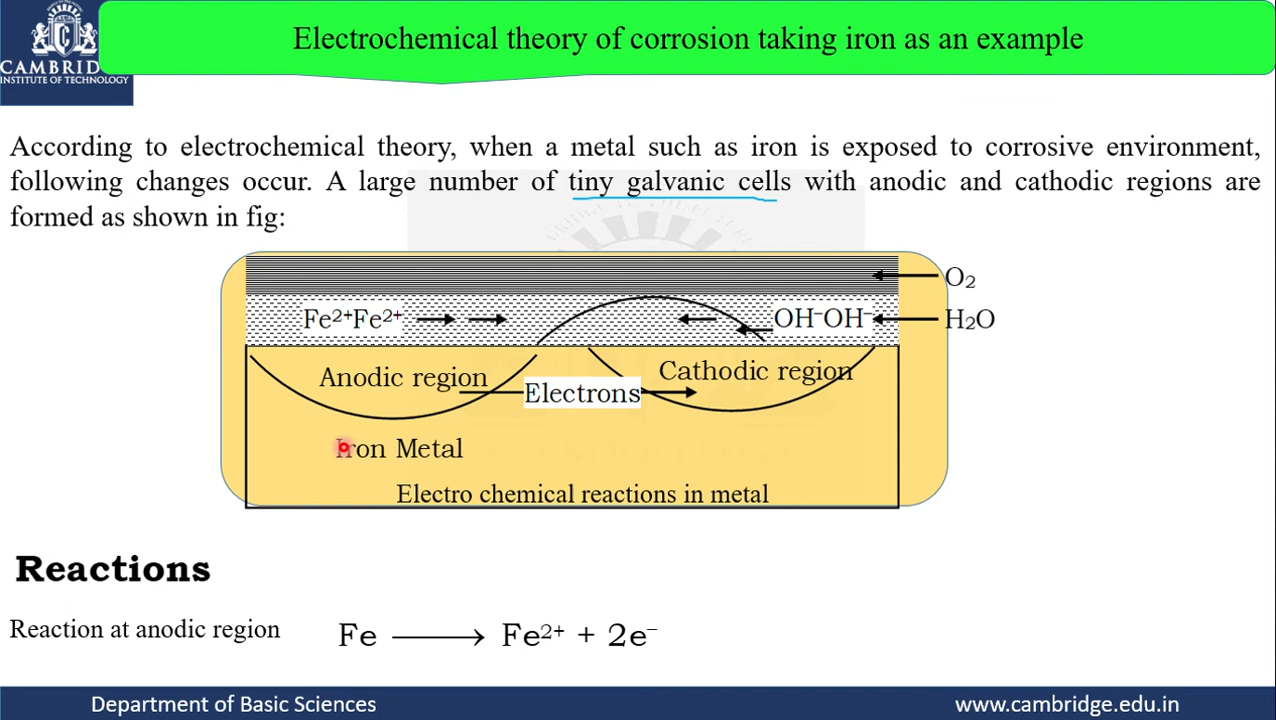 CAMBRIDG
INSTITUTE OF TECHNOLOGY
Electrochemical theory of corrosion taking iron as an example
According to electrochemical theory, when a metal such as iron is exposed to corrosive environment,
following changes occur. A large number of tiny galvanic cells with anodic and cathodic regions are
formed as shown in fig:
O₂
Fe²⁺Fe²⁺ OH⁻OH⁻ H₂O
Anodic region Cathodic region
Electrons
Iron Metal
Electro chemical reactions in metal
Reactions
Reaction at anodic region Fe ⟶ Fe²⁺ + 2e⁻
Department of Basic Sciences www.cambridge.edu.in